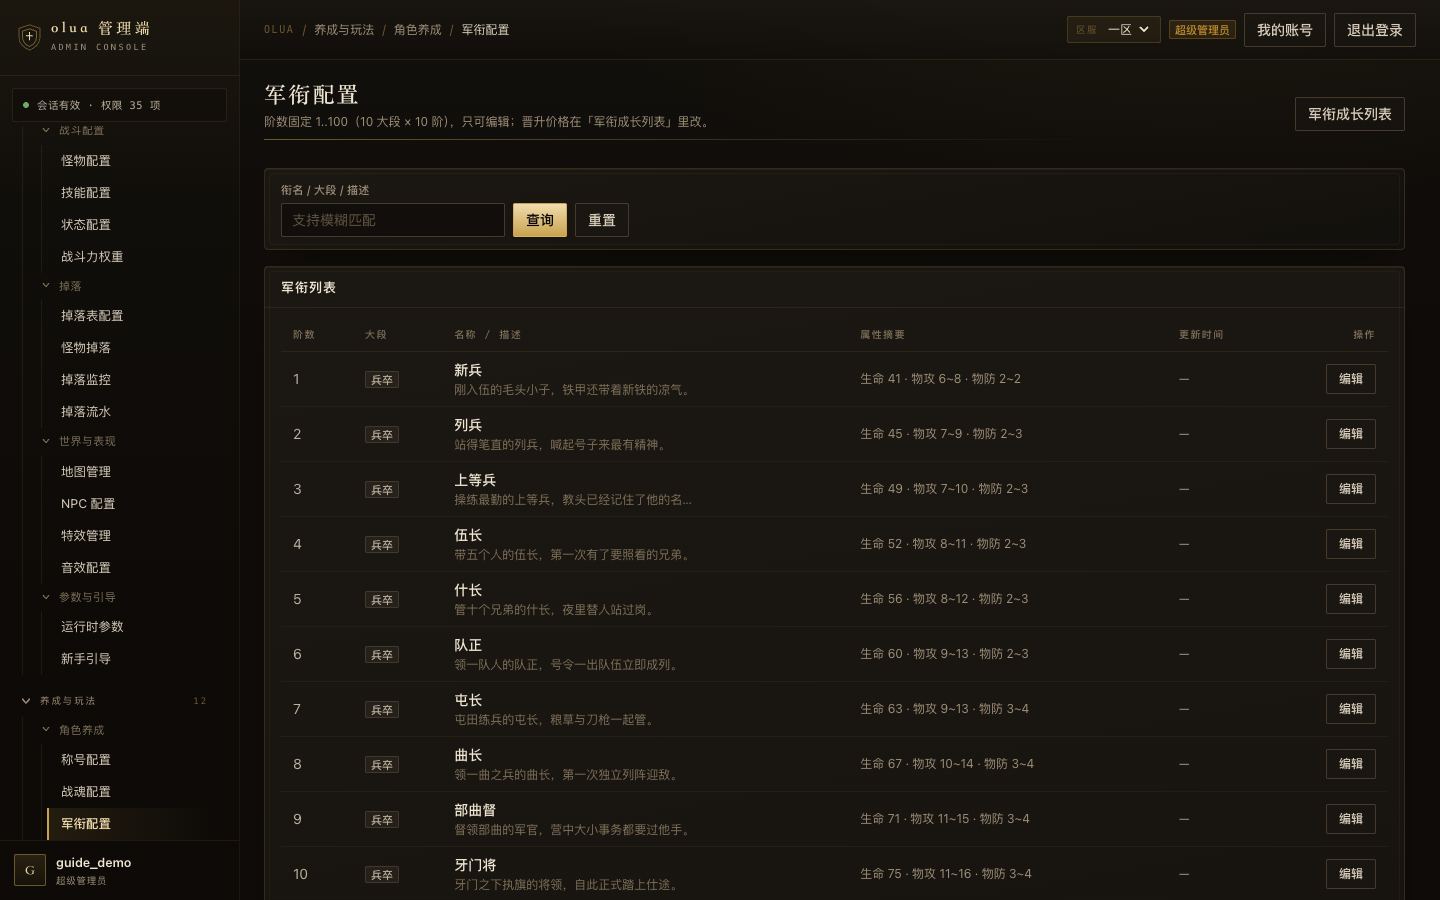 olua 管理端
ADMIN CONSOLE
会话有效 · 权限 35 项
战斗配置
怪物配置
技能配置
状态配置
战斗力权重
掉落
掉落表配置
怪物掉落
掉落监控
掉落流水
世界与表现
地图管理
NPC 配置
特效管理
音效配置
参数与引导
运行时参数
新手引导
养成与玩法 12
角色养成
称号配置
战魂配置
军衔配置
G
guide_demo
超级管理员
OLUA / 养成与玩法 / 角色养成 / 军衔配置
区服 一区
超级管理员
我的账号
退出登录
军衔配置
阶数固定 1..100（10 大段 × 10 阶），只可编辑；晋升价格在「军衔成长列表」里改。
军衔成长列表
衔名 / 大段 / 描述
支持模糊匹配
查询
重置
军衔列表
阶数 大段 名称 / 描述 属性摘要 更新时间 操作
1 兵卒 新兵 生命 41 · 物攻 6~8 · 物防 2~2 — 编辑
刚入伍的毛头小子，铁甲还带着新铁的凉气。
2 兵卒 列兵 生命 45 · 物攻 7~9 · 物防 2~3 — 编辑
站得笔直的列兵，喊起号子来最有精神。
3 兵卒 上等兵 生命 49 · 物攻 7~10 · 物防 2~3 — 编辑
操练最勤的上等兵，教头已经记住了他的名...
4 兵卒 伍长 生命 52 · 物攻 8~11 · 物防 2~3 — 编辑
带五个人的伍长，第一次有了要照看的兄弟。
5 兵卒 什长 生命 56 · 物攻 8~12 · 物防 2~3 — 编辑
管十个兄弟的什长，夜里替人站过岗。
6 兵卒 队正 生命 60 · 物攻 9~13 · 物防 2~3 — 编辑
领一队人的队正，号令一出队伍立即成列。
7 兵卒 屯长 生命 63 · 物攻 9~13 · 物防 3~4 — 编辑
屯田练兵的屯长，粮草与刀枪一起管。
8 兵卒 曲长 生命 67 · 物攻 10~14 · 物防 3~4 — 编辑
领一曲之兵的曲长，第一次独立列阵迎敌。
9 兵卒 部曲督 生命 71 · 物攻 11~15 · 物防 3~4 — 编辑
督领部曲的军官，营中大小事务都要过他手。
10 兵卒 牙门将 生命 75 · 物攻 11~16 · 物防 3~4 — 编辑
牙门之下执旗的将领，自此正式踏上仕途。